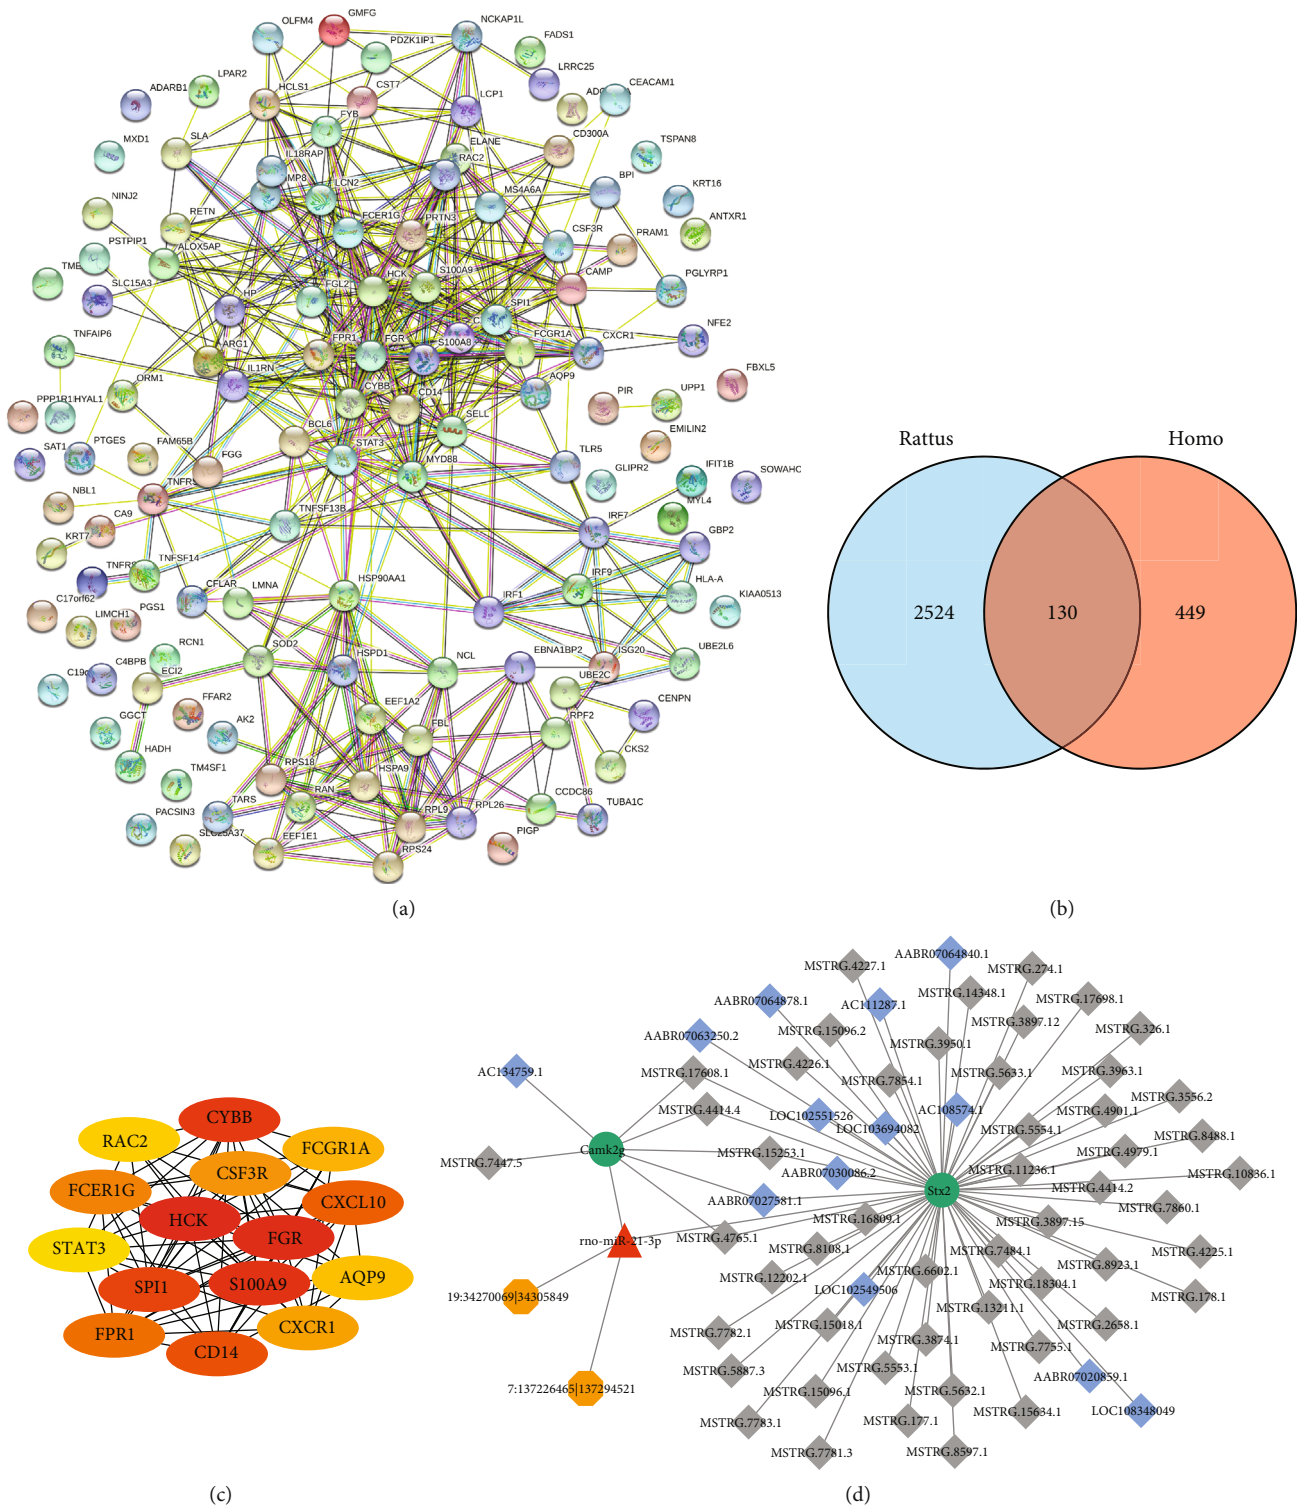 OLFM4
GMFG
NCKAP1L
PDZK1IP1
FADS1
LRRC25
LPAR2
HCLS1
CST7
LCP1
CEACAM1
ADARB1
FYB
CD300A
MXD1
SLA
IL18RAP
ELANE
RAC2
TSPAN8
MP8
LCN2
MS4A6A
BPI
KRT16
NINJ2
RETN
FCER1G
PRTN3
CSF3R
PRAM1
ANTXR1
PSTPIP1
ALOX5AP
HCK
S100A9
CAMP
PGLYRP1
TME
SLC15A3
HP
FGL2
SPI1
TNFAIP6
ARG1
FPR1
FGR
S100A8
FCGR1A
CXCR1
NFE2
ORM1
IL1RN
CYBB
CD14
AQP9
PIR
UPP1
FBXL5
PPP1R1
HYAL1
BCL6
SELL
EMILIN2
SAT1
PTGES
FAM65B
FGG
STAT3
MYD88
TLR5
GLIPR2
IFIT1B
SOWAHC
NBL1
TNFRS
MYL4
CA9
TNFSF13B
IRF7
GBP2
KRT7
TNFSF14
TNFRS
CFLAR
LMNA
HSP90AA1
IRF1
IRF9
HLA-A
KIAA0513
C17orf62
LIMCH1
PGS1
RCN1
SOD2
HSPD1
NCL
EBNA1BP2
ISG20
UBE2L6
C19o
C4BPB
ECI2
UBE2C
CENPN
GGCT
FFAR2
AK2
EEF1A2
FBL
RPF2
HADH
CKS2
TM4SF1
RPS18
HSPA9
PACSIN3
TARS
RAN
RPL9
RPL26
CCDC86
TUBA1C
SLC25A37
EEF1E1
RPS24
PIGP
(a)
Rattus
Homo
2524
130
449
(b)
CYBB
RAC2
FCGR1A
CSF3R
FCER1G
CXCL10
HCK
FGR
STAT3
AQP9
SPI1
S100A9
FPR1
CXCR1
CD14
(c)
AABR07064840.1
MSTRG.4227.1
MSTRG.274.1
AABR07064878.1
AC111287.1
MSTRG.14348.1
MSTRG.17698.1
AABR07063250.2
MSTRG.15096.2
MSTRG.3897.12
MSTRG.326.1
MSTRG.3950.1
AC134759.1
MSTRG.17608.1
MSTRG.4226.1
MSTRG.7854.1
MSTRG.5633.1
MSTRG.3963.1
MSTRG.4414.4
LOC102551526
LOC103694082
AC108574.1
MSTRG.4901.1
MSTRG.3556.2
MSTRG.5554.1
MSTRG.8488.1
MSTRG.7447.5
Camk2g
MSTRG.15253.1
MSTRG.4979.1
AABR07030086.2
MSTRG.11236.1
MSTRG.10836.1
AABR07027581.1
Stx2
MSTRG.4414.2
MSTRG.7860.1
MSTRG.16809.1
MSTRG.3897.15
rno-miR-21-3p
MSTRG.4765.1
MSTRG.8108.1
MSTRG.7484.1
MSTRG.4225.1
MSTRG.12202.1
MSTRG.6602.1
MSTRG.8923.1
19:34270069|34305849
LOC102549506
MSTRG.18304.1
MSTRG.178.1
MSTRG.13211.1
MSTRG.7782.1
MSTRG.15018.1
MSTRG.3874.1
MSTRG.2658.1
MSTRG.7755.1
MSTRG.5887.3
MSTRG.5553.1
AABR07020859.1
7:137226465|137294521
MSTRG.15096.1
MSTRG.5632.1
MSTRG.7783.1
MSTRG.177.1
MSTRG.15634.1
LOC108348049
MSTRG.7781.3
MSTRG.8597.1
(d)